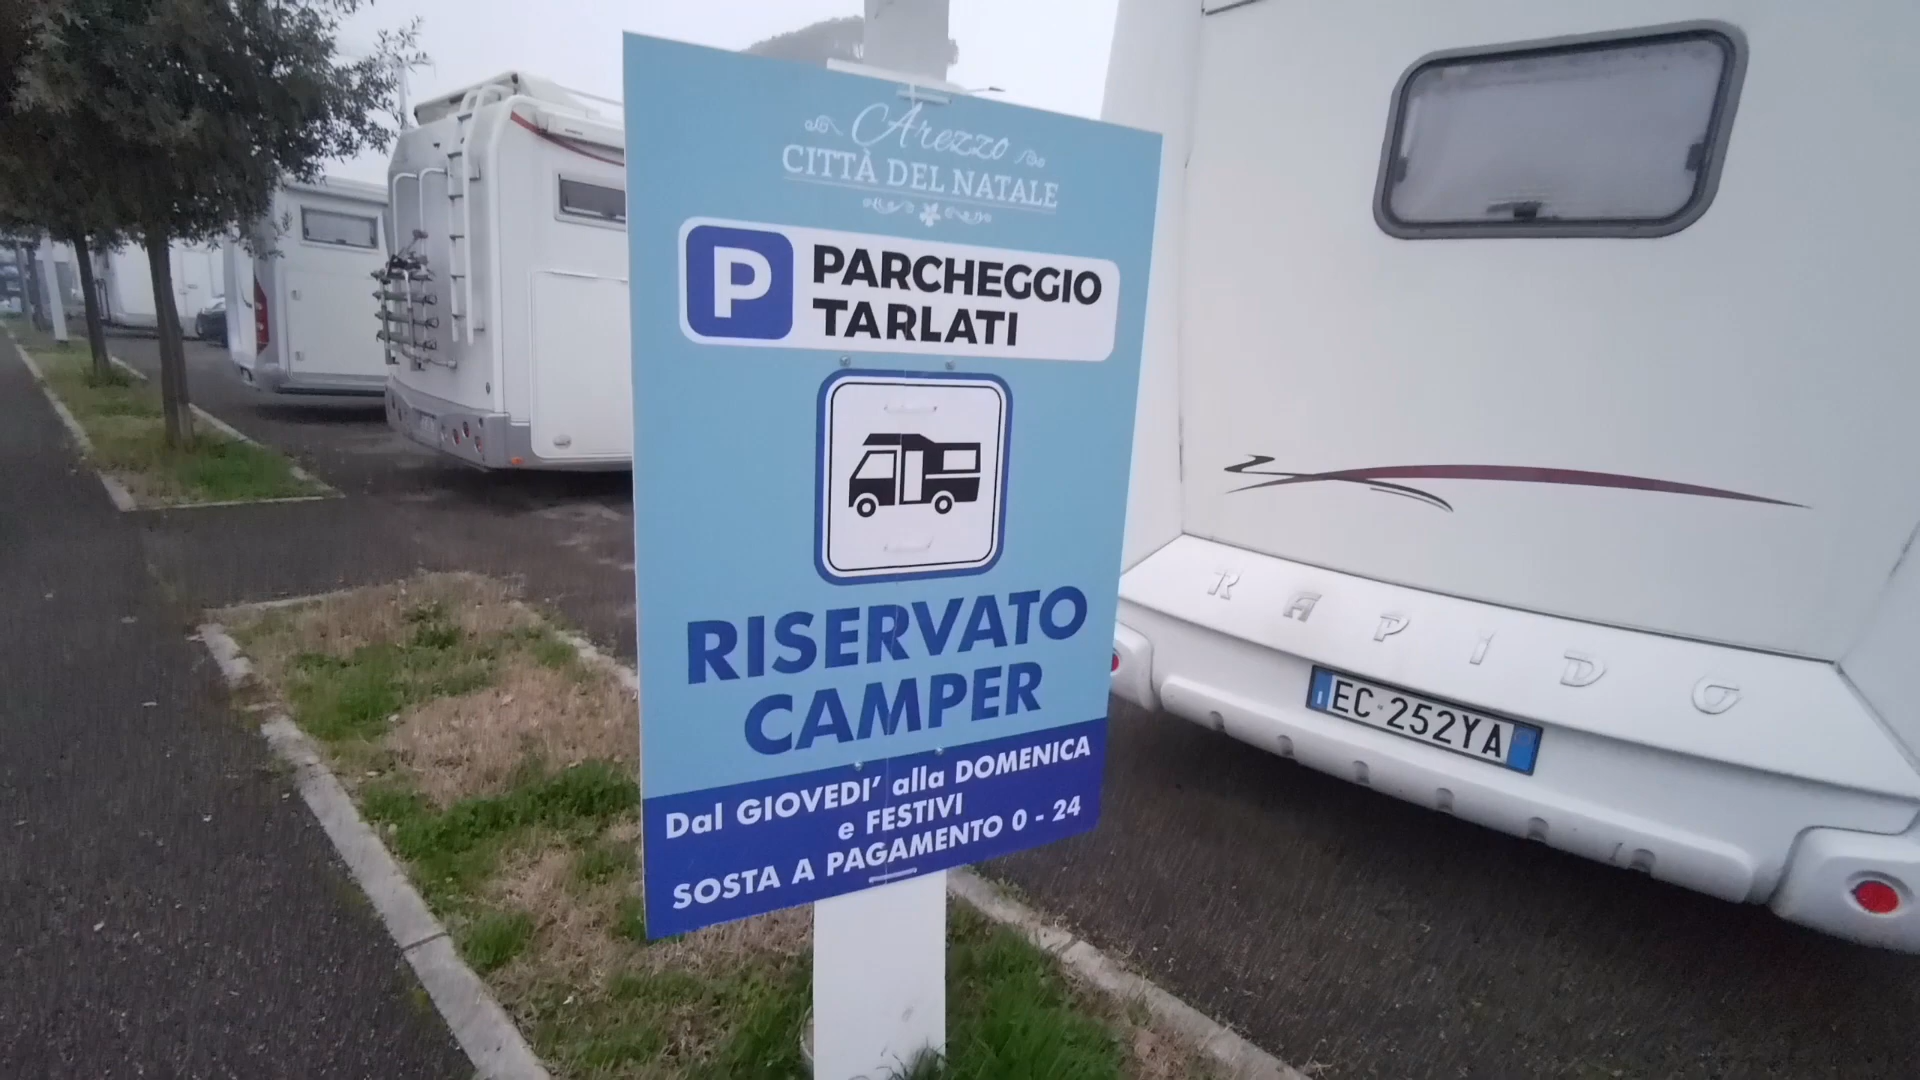 Arezzo
CITTÀ DEL NATALE
P
PARCHEGGIO
TARLATI
RISERVATO
CAMPER
Dal GIOVEDI' alla DOMENICA
e FESTIVI
SOSTA A PAGAMENTO 0 - 24
RAPIDO
I EC 252YA